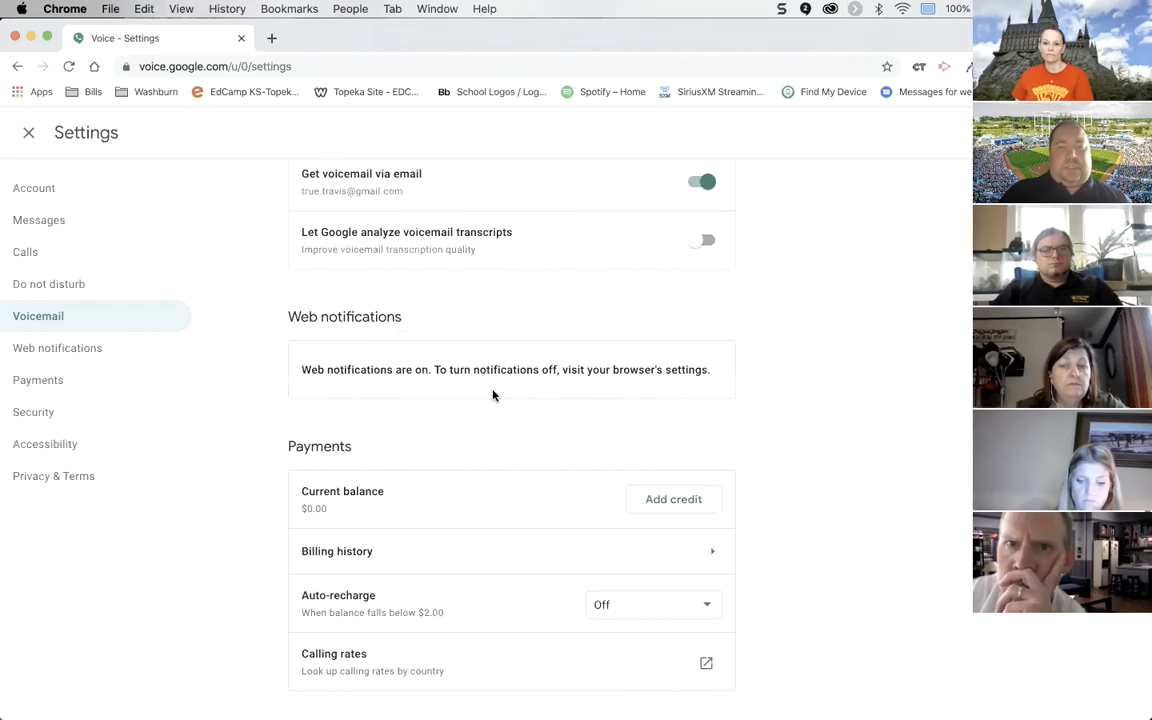 Chrome File Edit View History Bookmarks People Tab Window Help 100%
Voice - Settings
voice.google.com/u/0/settings
Apps Bills Washburn EdCamp KS-Topek... Topeka Site - EDC... Bb School Logos / Log... Spotify – Home SiriusXM Streamin... Find My Device Messages for we
Settings
Account
Messages
Calls
Do not disturb
Voicemail
Web notifications
Payments
Security
Accessibility
Privacy & Terms
Get voicemail via email
true.travis@gmail.com
Let Google analyze voicemail transcripts
Improve voicemail transcription quality
Web notifications
Web notifications are on. To turn notifications off, visit your browser's settings.
Payments
Current balance
$0.00
Add credit
Billing history
Auto-recharge
When balance falls below $2.00
Off
Calling rates
Look up calling rates by country